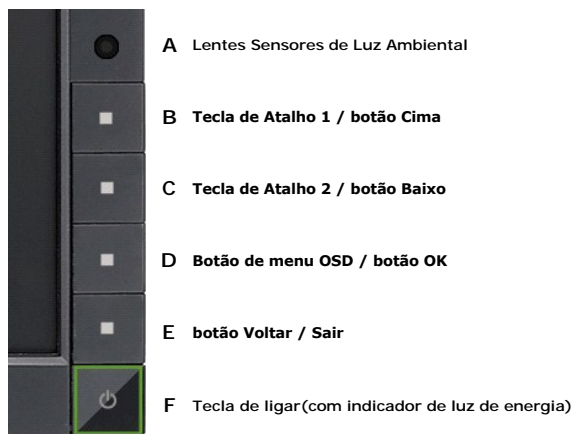 A Lentes Sensores de Luz Ambiental
B Tecla de Atalho 1 / botão Cima
C Tecla de Atalho 2 / botão Baixo
D Botão de menu OSD / botão OK
E botão Voltar / Sair
F Tecla de ligar(com indicador de luz de energia)